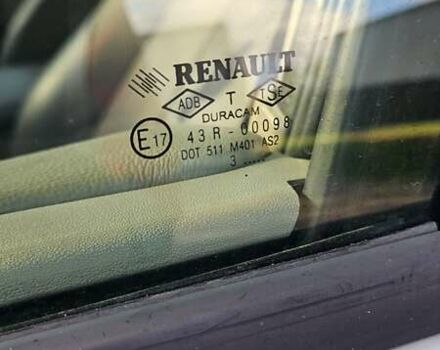 RENAULT
ADB T TSE
DURACAM
E17 43R-00098
DOT 511 M401 AS2
3 .....